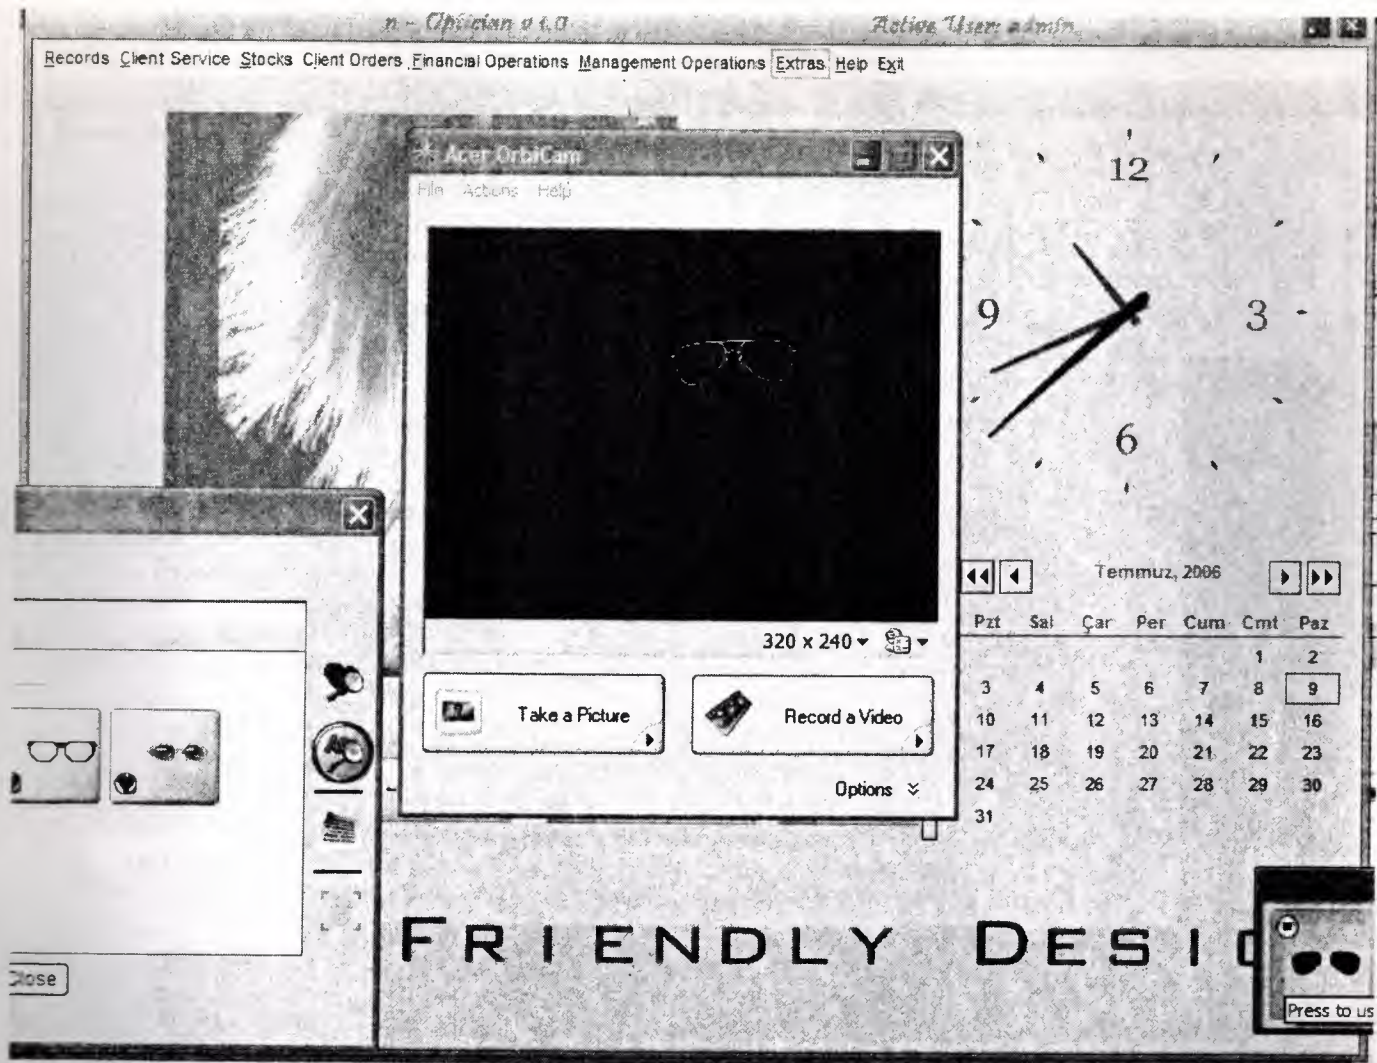 n - Optician v 1.0
Active User: admin
Records Client Service Stocks Client Orders Financial Operations Management Operations Extras Help Exit
Acer OrbiCam
Film Actions Help
12
9
3
6
320 x 240
Take a Picture
Record a Video
Options
Temmuz, 2006
Pzt Sal Çar Per Cum Cmt Paz
1 2
3 4 5 6 7 8 9
10 11 12 13 14 15 16
17 18 19 20 21 22 23
24 25 26 27 28 29 30
31
Close
FRIENDLY DESI
Press to us